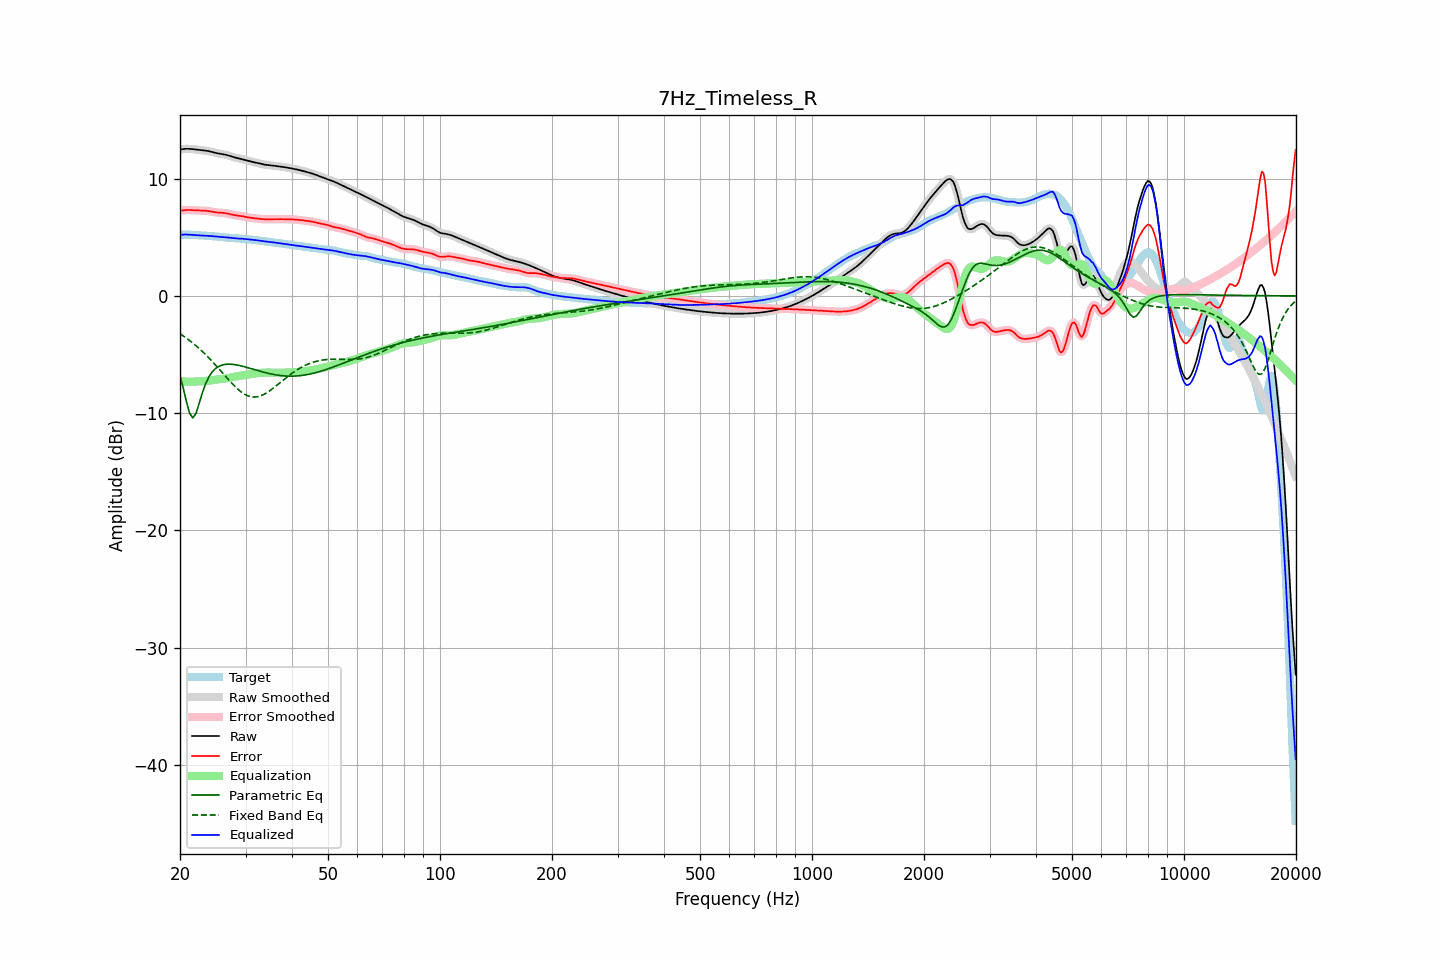 7Hz_Timeless_R
10
0
−10
−20
−30
−40
Amplitude (dBr)
20
50
100
200
500
1000
2000
5000
10000
20000
Frequency (Hz)
Target
Raw Smoothed
Error Smoothed
Raw
Error
Equalization
Parametric Eq
Fixed Band Eq
Equalized